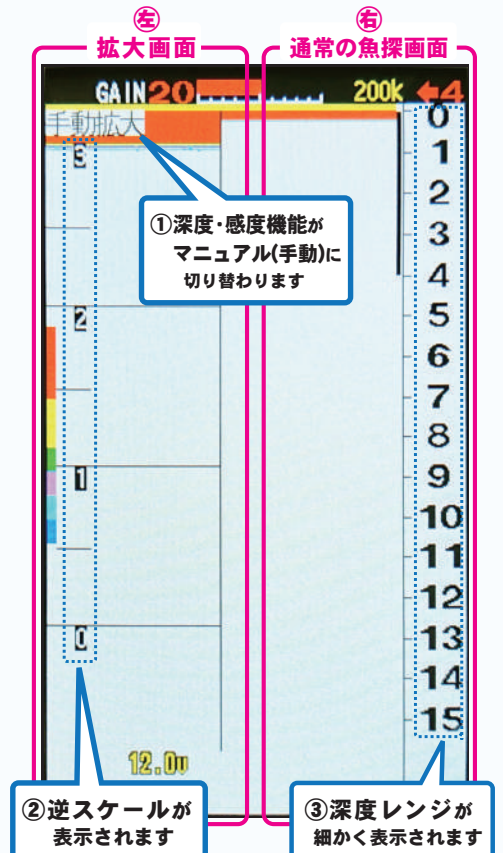 左
拡大画面
右
通常の魚探画面
GAIN20
200k
←4
手動拡大
3
2
1
0
①深度・感度機能が
マニュアル(手動)に
切り替わります
0
1
2
3
4
5
6
7
8
9
10
11
12
13
14
15
12.0v
②逆スケールが
表示されます
③深度レンジが
細かく表示されます